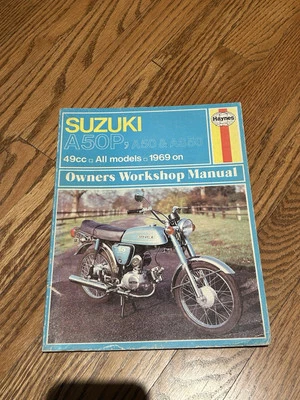 SUZUKI
Haynes
A50P, A50 & AS50
49cc □ All models □ 1969 on
Owners Workshop Manual